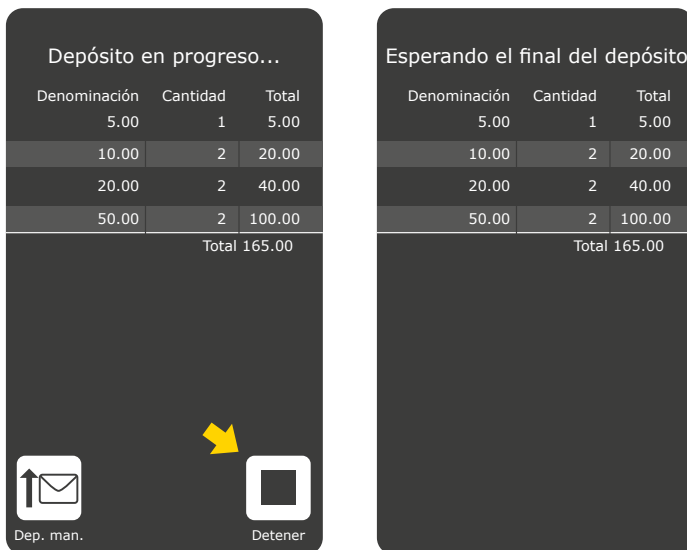 Depósito en progreso...
Denominación Cantidad Total
5.00 1 5.00
10.00 2 20.00
20.00 2 40.00
50.00 2 100.00
Total 165.00
Dep. man.
Detener
Esperando el final del depósito
Denominación Cantidad Total
5.00 1 5.00
10.00 2 20.00
20.00 2 40.00
50.00 2 100.00
Total 165.00